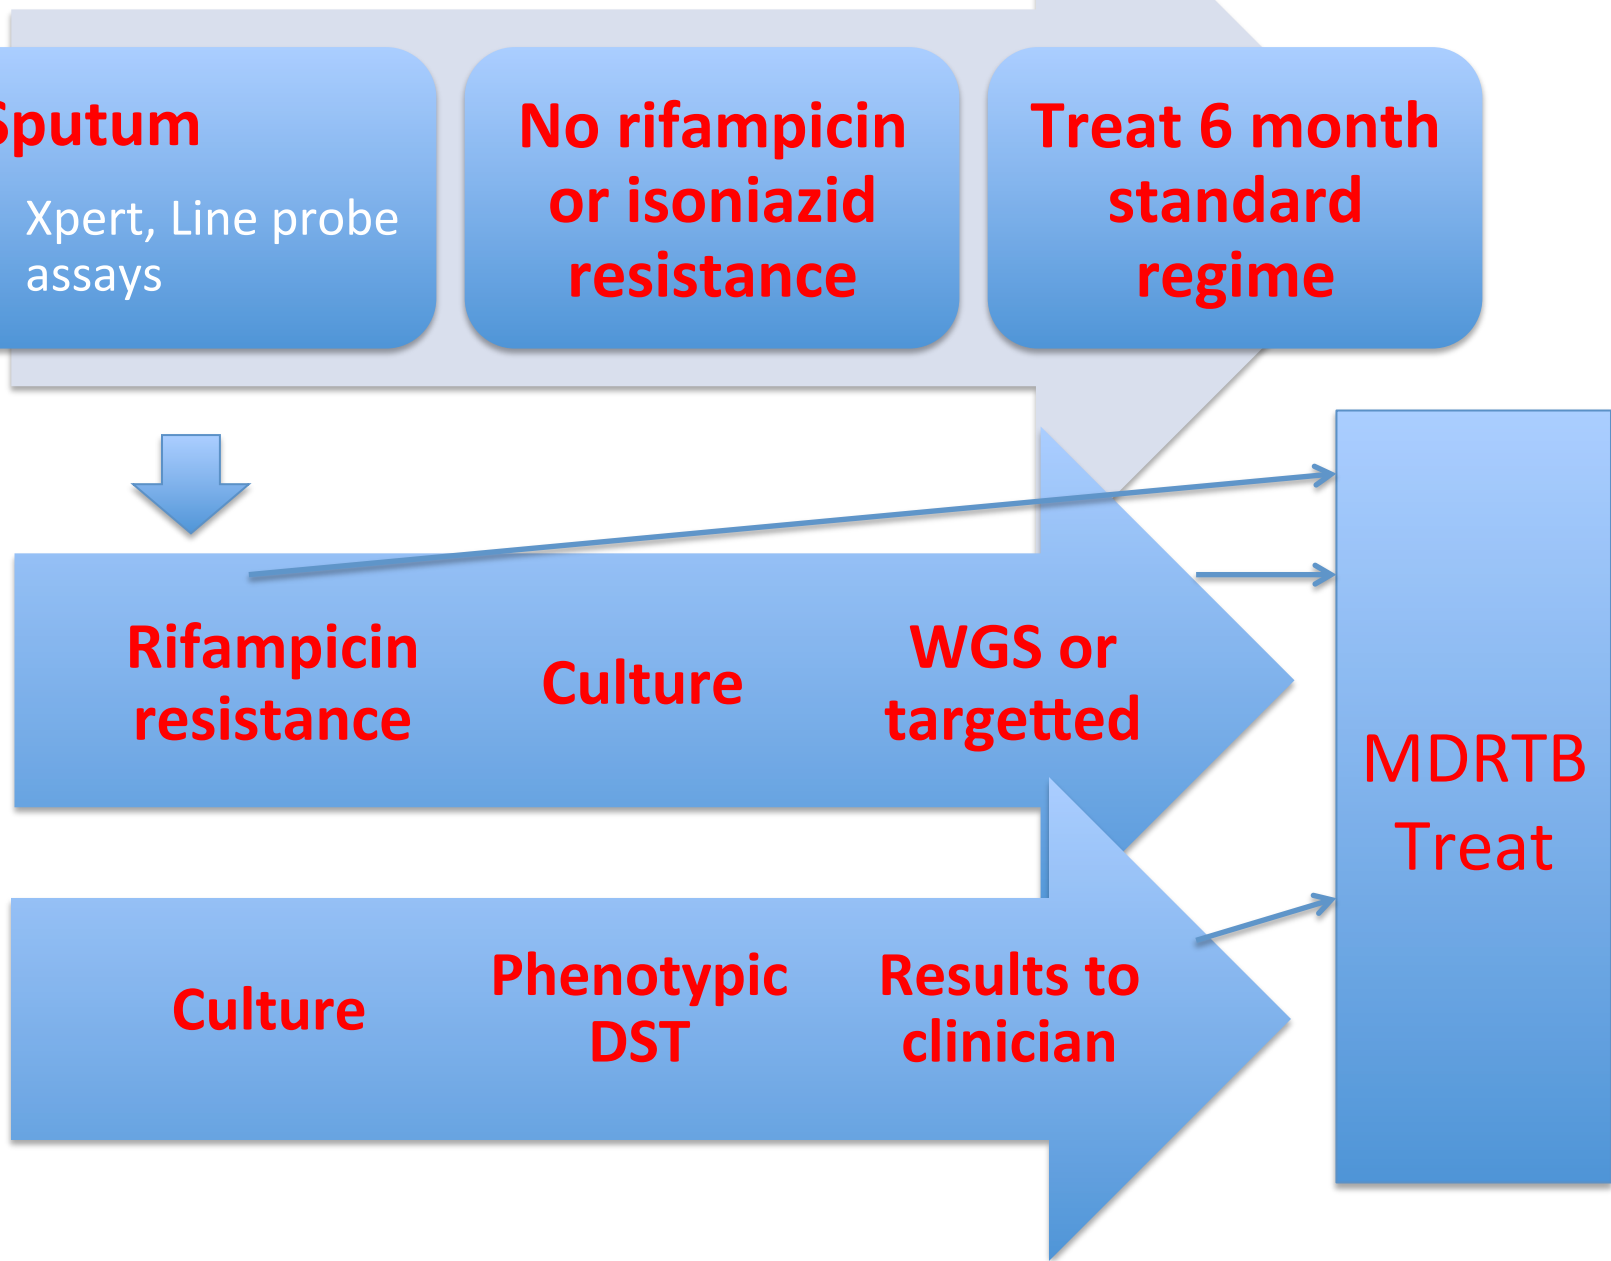 Sputum
Xpert, Line probe
assays
No rifampicin
or isoniazid
resistance
Treat 6 month
standard
regime
Rifampicin
resistance
Culture
WGS or
targetted
Culture
Phenotypic
DST
Results to
clinician
MDRTB
Treat